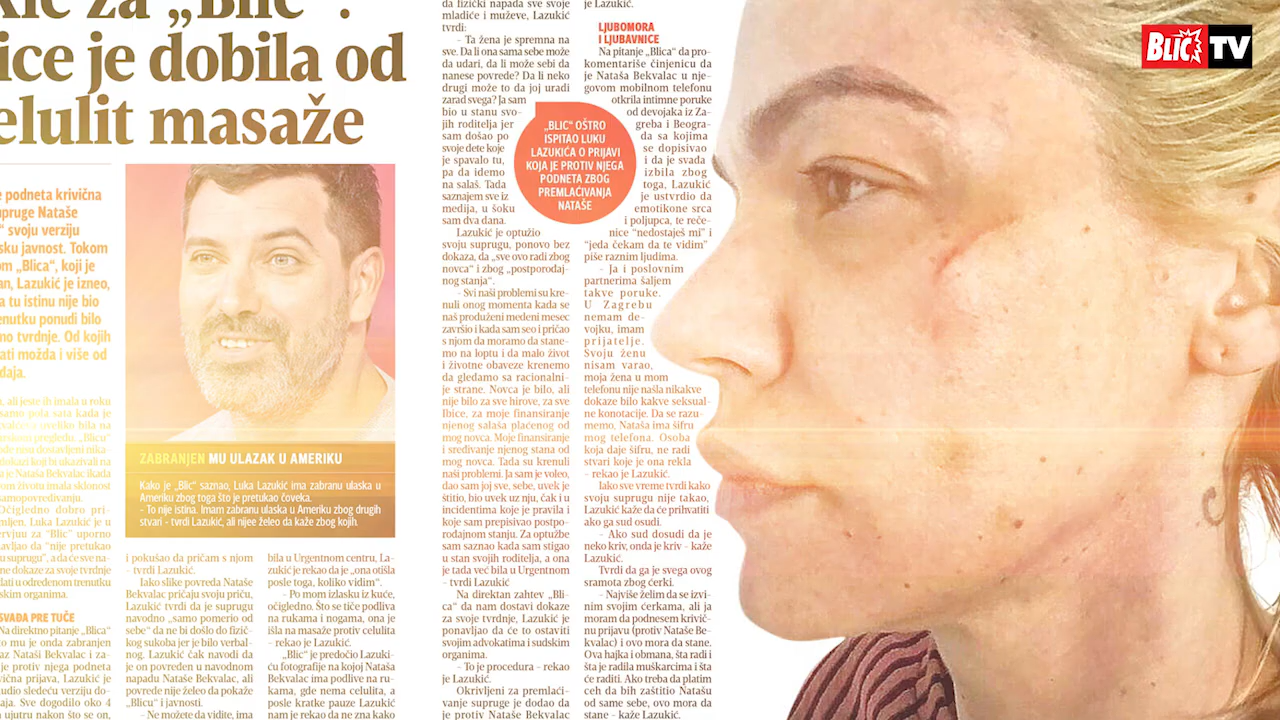 za „Blic“:
ice je dobila od
elulit masaže
podneta krivična
supruge Nataše
svoju verziju
sku javnost. Tokom
om „Blica“, koji je
an, Lazukić je izneo,
a tu istinu nije bio
renutku ponudi bilo
mo tvrdnje. Od kojih
ati možda i više od
daja.
u, ali jeste ih imala u roku
SVAĐA PRE TUČE
Na direktno pitanje „Blica“
ZABRANJEN MU ULAZAK U AMERIKU
Kako je „Blic“ saznao, Luka Lazukić ima zabranu ulaska u
Ameriku zbog toga što je pretukao čoveka.
– To nije istina. Imam zabranu ulaska u Ameriku zbog drugih
stvari - tvrdi Lazukić, ali nijee želeo da kaže zbog kojih.
i pokušao da pričam s njom
– tvrdi Lazukić.
Iako slike povreda Nataše
Bekvalac pričaju svoju priču,
Lazukić tvrdi da je suprugu
navodno „samo pomerio od
sebe“ da ne bi došlo do fizič-
kog sukoba jer je bilo verbal-
nog. Lazukić čak navodi da
je on povređen u navodnom
napadu Nataše Bekvalac, ali
povrede nije želeo da pokaže
„Blicu“ i javnosti.
– Ne možete da vidite, ima
bila u Urgentnom centru, La-
zukić je rekao da je „ona otišla
posle toga, koliko vidim“.
– Po mom izlasku iz kuće,
očigledno. Što se tiče podliva
na rukama i nogama, ona je
išla na masaže protiv celulita
– rekao je Lazukić.
„Blic“ je predočio Lazuki-
ću fotografije na kojoj Nataša
Bekvalac ima podlive na ru-
kama, gde nema celulita, a
posle kratke pauze Lazukić
nam je rekao da ne zna kako
da fizički napada sve svoje
mladiće i muževe, Lazukić
tvrdi:
– Ta žena je spremna na
sve. Da li ona sama sebe može
da udari, da li može sebi da
nanese povrede? Da li neko
drugi može to da joj uradi
zarad svega? Ja sam
bio u stanu svo-
jih roditelja jer
sam došao po
svoje dete koje
je spavalo tu,
pa da idemo
na salaš. Tada
saznajem sve iz
medija, u šoku
sam dva dana.
Lazukić je optužio
svoju suprugu, ponovo bez
dokaza, da „sve ovo radi zbog
novca“ i zbog „postporođaj-
nog stanja“.
– Svi naši problemi su kre-
nuli onog momenta kada se
naš produženi medeni mesec
završio i kada sam seo i pričao
s njom da moramo da stane-
mo na loptu i da malo život
i životne obaveze krenemo
da gledamo sa racionalni-
je strane. Novca je bilo, ali
nije bilo za sve hirove, za sve
Ibice, za moje finansiranje
njenog salaša plaćenog od
mog novca. Moje finansiranje
i sređivanje njenog stana od
mog novca. Tada su krenuli
naši problemi. Ja sam je voleo,
dao sam joj sve, sebe, uvek je
štitio, bio uvek uz nju, čak i u
incidentima koje je pravila i
koje sam prepisivao postpo-
rođajnom stanju. Za optužbe
sam saznao kada sam stigao
u stan svojih roditelja, a ona
je tada već bila u Urgentnom
– tvrdi Lazukić
Na direktan zahtev „Bli-
ca“ da nam dostavi dokaze
za svoje tvrdnje, Lazukić je
ponavljao da će to ostaviti
svojim advokatima i sudskim
organima.
– To je procedura – rekao
je Lazukić.
Okrivljeni za premlaći-
vanje supruge je dodao da
je protiv Nataše Bekvalac
„BLIC“ OŠTRO
ISPITAO LUKU
LAZUKIĆA O PRIJAVI
KOJA JE PROTIV NJEGA
PODNETA ZBOG
PREMLAĆIVANJA
NATAŠE
je Lazukić.
LJUBOMORA
I LJUBAVNICE
Na pitanje „Blica“ da pro-
komentariše činjenicu da
je Nataša Bekvalac u nje-
govom mobilnom telefonu
otkrila intimne poruke
od devojaka iz Za-
greba i Beogra-
da sa kojima
se dopisivao
i da je svađa
izbila zbog
toga, Lazukić
je ustvrdio da
emotikone srca
i poljupca, te reče-
nice “nedostaješ mi” i
“jeda čekam da te vidim”
piše raznim ljudima.
– Ja i poslovnim
partnerima šaljem
takve poruke.
U Zagrebu
nemam de-
vojku, imam
prijatelje.
Svoju ženu
nisam varao,
moja žena u mom
telefonu nije našla nikakve
dokaze bilo kakve seksual-
ne konotacije. Da se razu-
memo, Nataša ima šifru
mog telefona. Osoba
koja daje šifru, ne radi
stvari koje je ona rekla
– rekao je Lazukić.
Iako sve vreme tvrdi kako
svoju suprugu nije takao,
Lazukić kaže da će prihvatiti
ako ga sud osudi.
– Ako sud dosudi da je
neko kriv, onda je kriv – kaže
Lazukić.
Tvrdi da ga je svega ovog
sramota zbog ćerki.
– Najviše želim da se izvi-
nim svojim ćerkama, ali ja
moram da podnesem krivič-
nu prijavu (protiv Nataše Be-
kvalac) i ovo mora da stane.
Ova hajka i obmana, šta radi i
šta je radila muškarcima i šta
će raditi. Ako treba da platim
ceh da bih zaštitio Natašu
od same sebe, ovo mora da
stane – kaže Lazukić.
BLIC TV